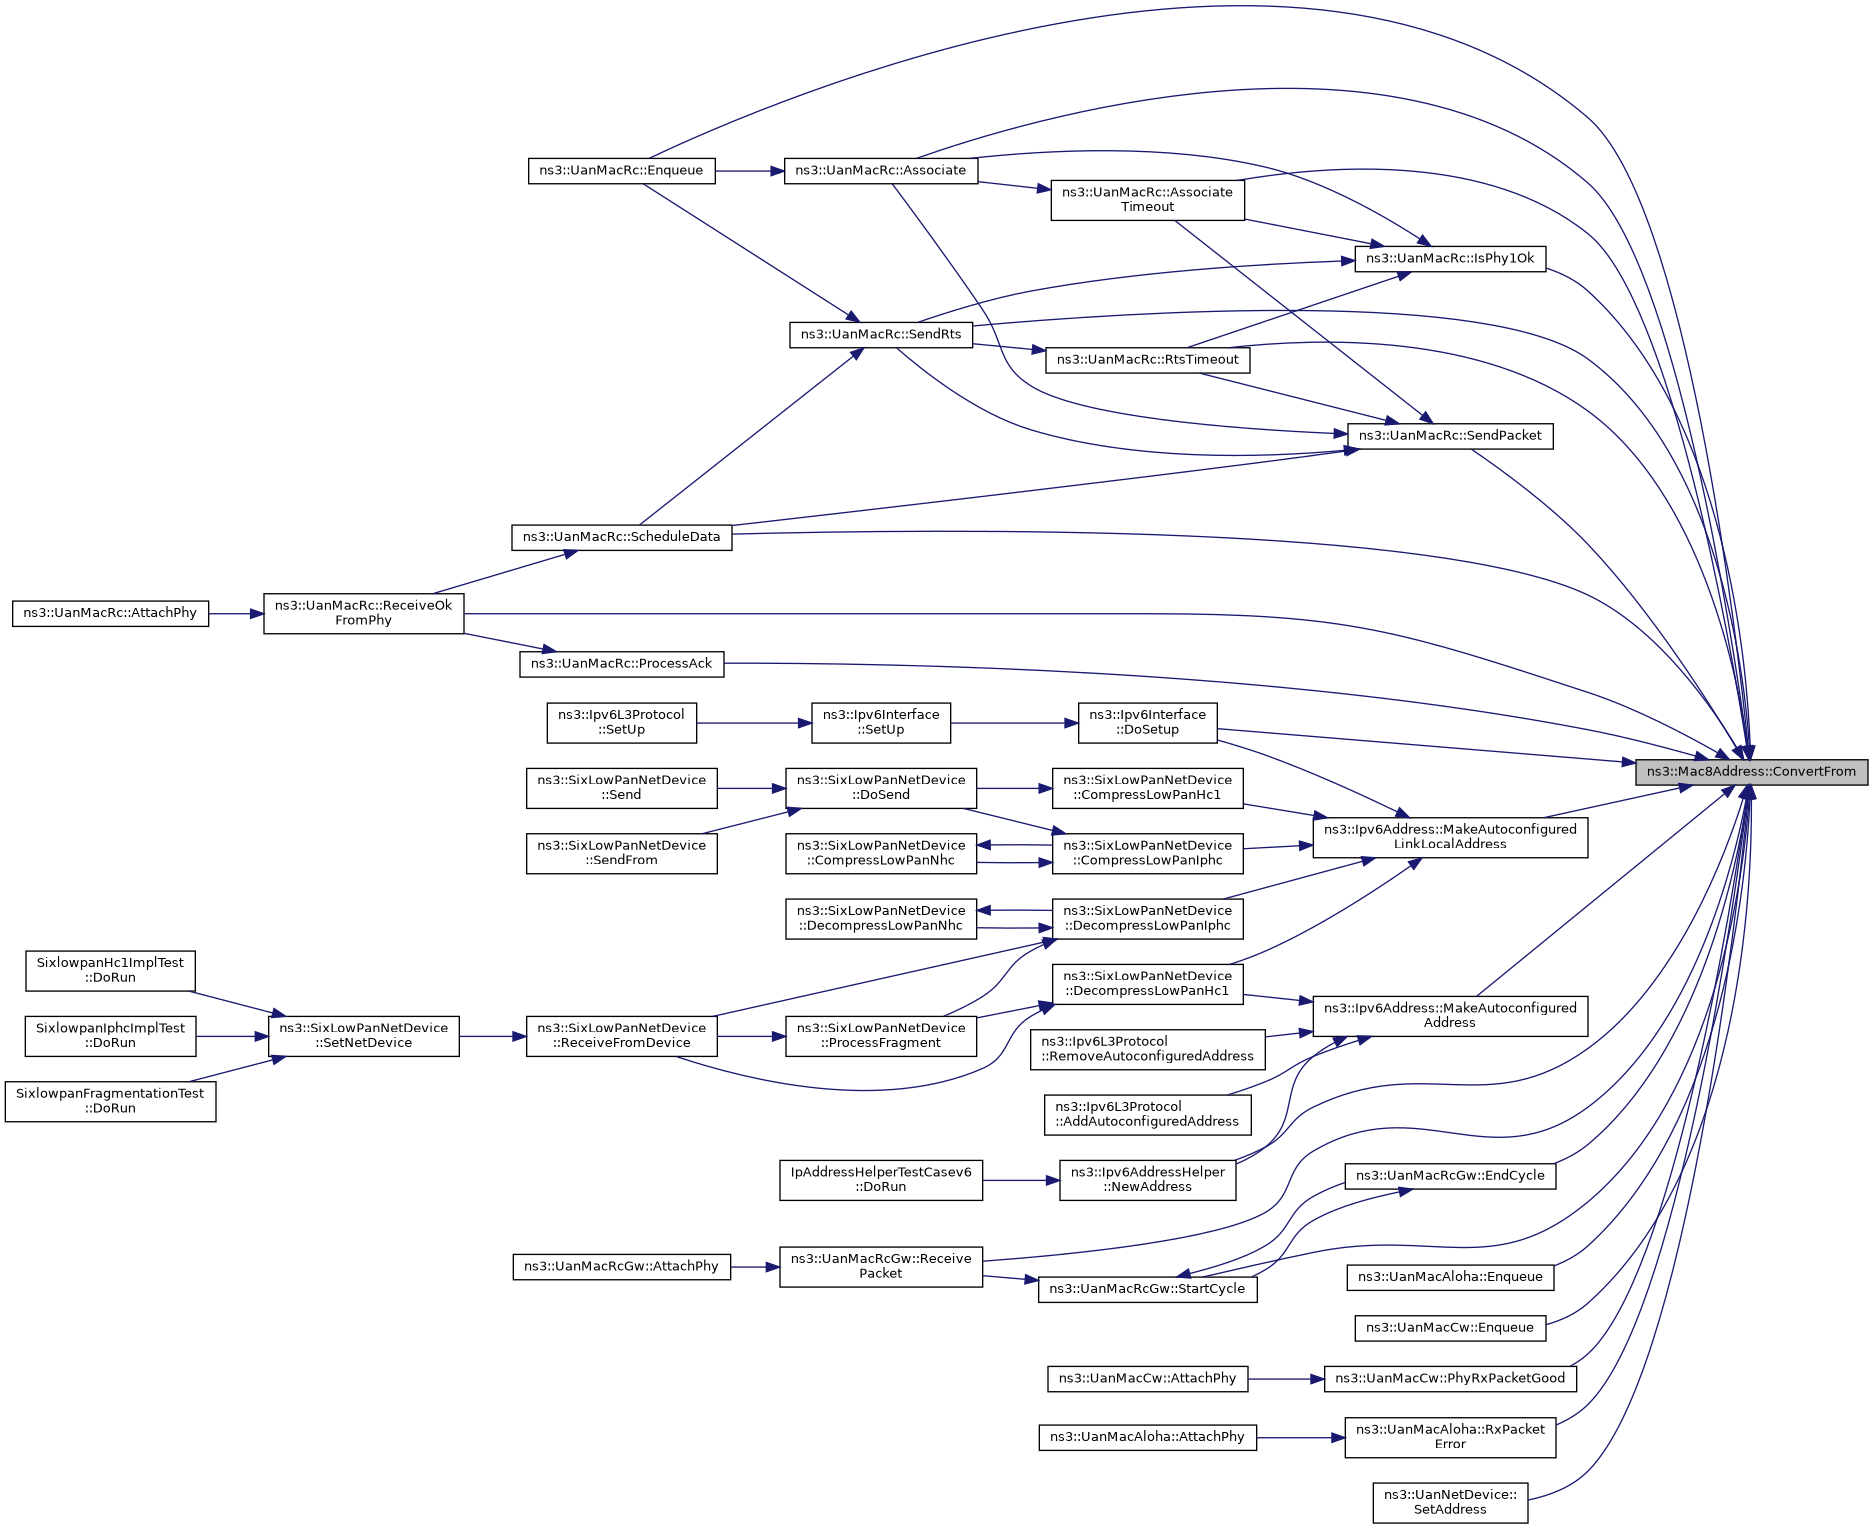 ns3::UanMacRc::Enqueue
ns3::UanMacRc::Associate
ns3::UanMacRc::Associate
Timeout
ns3::UanMacRc::IsPhy1Ok
ns3::UanMacRc::SendRts
ns3::UanMacRc::RtsTimeout
ns3::UanMacRc::SendPacket
ns3::UanMacRc::ScheduleData
ns3::UanMacRc::AttachPhy
ns3::UanMacRc::ReceiveOk
FromPhy
ns3::UanMacRc::ProcessAck
ns3::Ipv6L3Protocol
::SetUp
ns3::Ipv6Interface
::SetUp
ns3::Ipv6Interface
::DoSetup
ns3::Mac8Address::ConvertFrom
ns3::SixLowPanNetDevice
::Send
ns3::SixLowPanNetDevice
::DoSend
ns3::SixLowPanNetDevice
::CompressLowPanHc1
ns3::Ipv6Address::MakeAutoconfigured
LinkLocalAddress
ns3::SixLowPanNetDevice
::SendFrom
ns3::SixLowPanNetDevice
::CompressLowPanNhc
ns3::SixLowPanNetDevice
::CompressLowPanIphc
ns3::SixLowPanNetDevice
::DecompressLowPanNhc
ns3::SixLowPanNetDevice
::DecompressLowPanIphc
SixlowpanHc1ImplTest
::DoRun
ns3::SixLowPanNetDevice
::DecompressLowPanHc1
ns3::Ipv6Address::MakeAutoconfigured
Address
SixlowpanIphcImplTest
::DoRun
ns3::SixLowPanNetDevice
::SetNetDevice
ns3::SixLowPanNetDevice
::ReceiveFromDevice
ns3::SixLowPanNetDevice
::ProcessFragment
ns3::Ipv6L3Protocol
::RemoveAutoconfiguredAddress
SixlowpanFragmentationTest
::DoRun
ns3::Ipv6L3Protocol
::AddAutoconfiguredAddress
IpAddressHelperTestCasev6
::DoRun
ns3::Ipv6AddressHelper
::NewAddress
ns3::UanMacRcGw::EndCycle
ns3::UanMacRcGw::AttachPhy
ns3::UanMacRcGw::Receive
Packet
ns3::UanMacRcGw::StartCycle
ns3::UanMacAloha::Enqueue
ns3::UanMacCw::Enqueue
ns3::UanMacCw::AttachPhy
ns3::UanMacCw::PhyRxPacketGood
ns3::UanMacAloha::AttachPhy
ns3::UanMacAloha::RxPacket
Error
ns3::UanNetDevice::
SetAddress